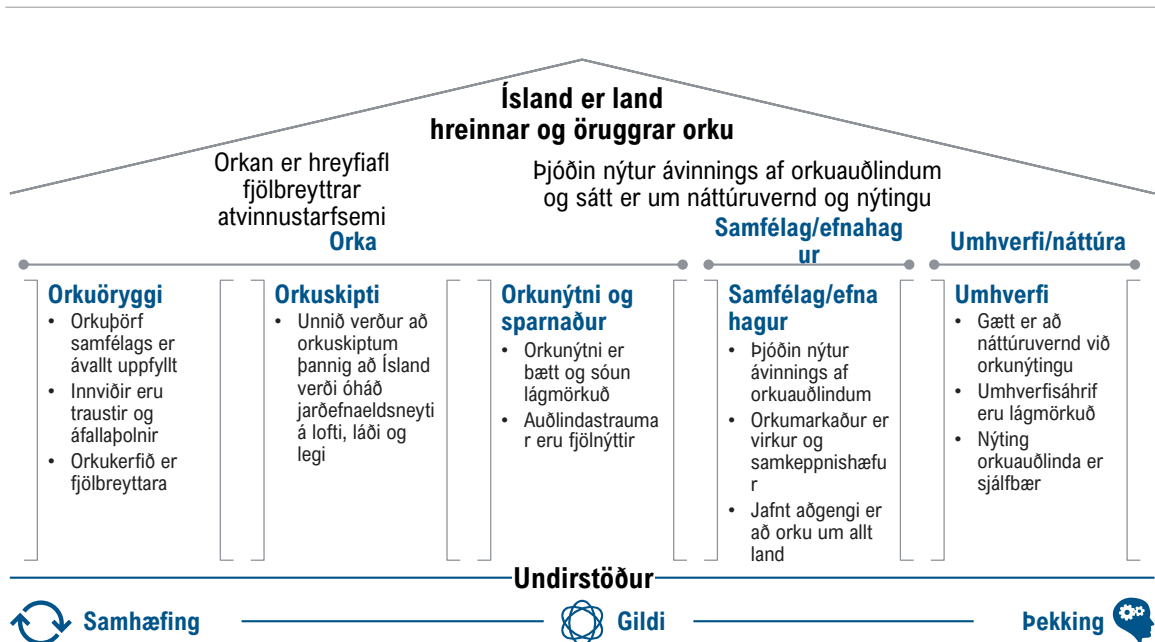 Ísland er land
hreinnar og öruggrar orku
Orkan er hreyfiafl
fjölbreyttrar
atvinnustarfsemi
Þjóðin nýtur ávinnings af orkuauðlindum
og sátt er um náttúruvernd og nýtingu
Orka
Samfélag/efnahag
ur
Umhverfi/náttúra
Orkuöryggi
• Orkuþörf
samfélags er
ávallt uppfyllt
• Innviðir eru
traustir og
áfallaþolnir
• Orkukerfið er
fjölbreyttara
Orkuskipti
• Unnið verður að
orkuskiptum
þannig að Ísland
verði óháð
jarðefnaeldsneyti
á lofti, láði og
legi
Orkunýtni og
sparnaður
• Orkunýtni er
bætt og sóun
lágmörkuð
• Auðlindastrauma
r eru fjölnýttir
Samfélag/efna
hagur
• Þjóðin nýtur
ávinnings af
orkuauðlindum
• Orkumarkaður er
virkur og
samkeppnishæfu
r
• Jafnt aðgengi er
að orku um allt
land
Umhverfi
• Gætt er að
náttúruvernd við
orkunýtingu
• Umhverfisáhrif
eru lágmörkuð
• Nýting
orkuauðlinda er
sjálfbær
Undirstöður
Samhæfing
Gildi
Þekking